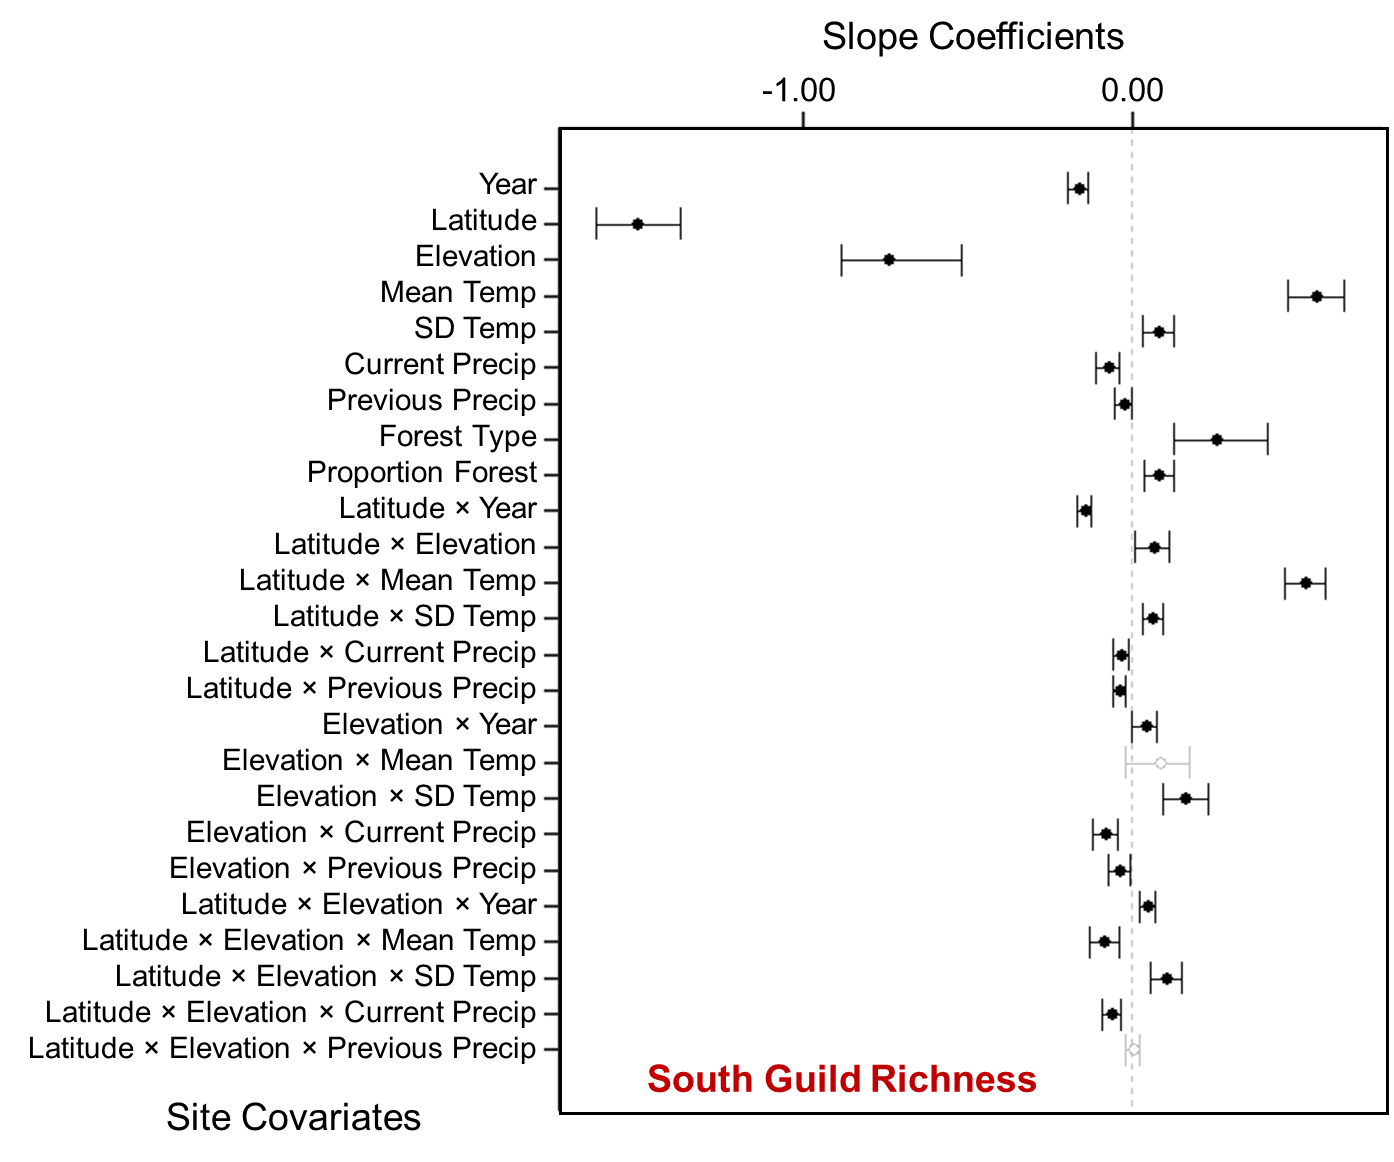 Slope Coefficients
-1.00 0.00
Year
Latitude
Elevation
Mean Temp
SD Temp
Current Precip
Previous Precip
Forest Type
Proportion Forest
Latitude × Year
Latitude × Elevation
Latitude × Mean Temp
Latitude × SD Temp
Latitude × Current Precip
Latitude × Previous Precip
Elevation × Year
Elevation × Mean Temp
Elevation × SD Temp
Elevation × Current Precip
Elevation × Previous Precip
Latitude × Elevation × Year
Latitude × Elevation × Mean Temp
Latitude × Elevation × SD Temp
Latitude × Elevation × Current Precip
Latitude × Elevation × Previous Precip
South Guild Richness
Site Covariates